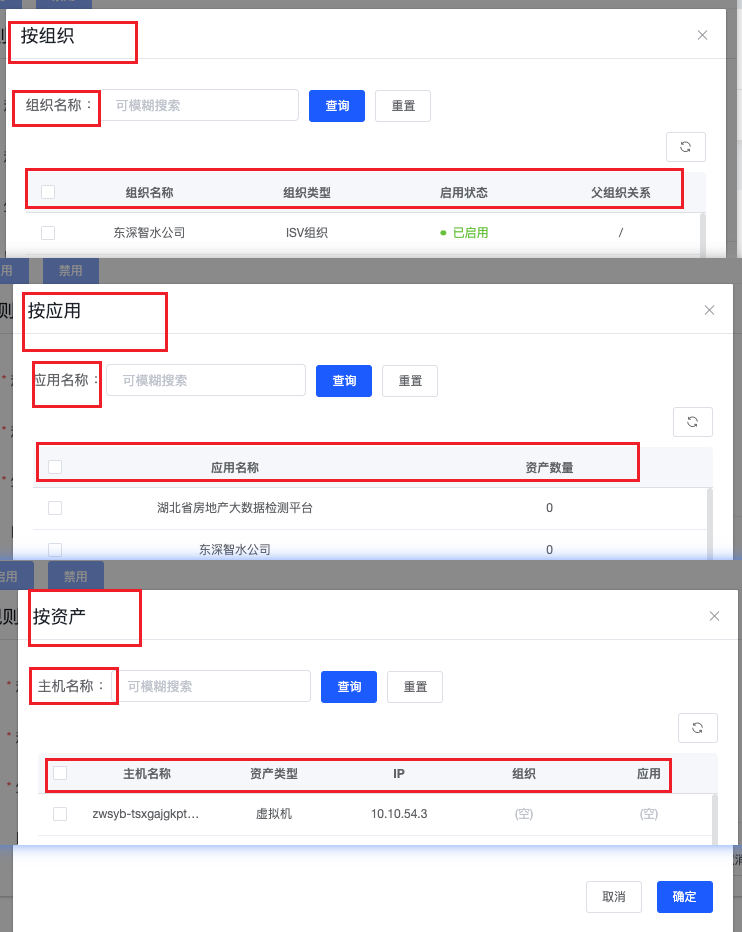 禁用
按组织
组织名称： 可模糊搜索 查询 重置
组织名称 组织类型 启用状态 父组织关系
东深智水公司 ISV组织 已启用 /
用 禁用
则 按应用
应用名称： 可模糊搜索 查询 重置
应用名称 资产数量
湖北省房地产大数据检测平台 0
东深智水公司 0
启用 禁用
规则 按资产
主机名称： 可模糊搜索 查询 重置
主机名称 资产类型 IP 组织 应用
zwsyb-tsxgajgkpt... 虚拟机 10.10.54.3 (空) (空)
取消 确定